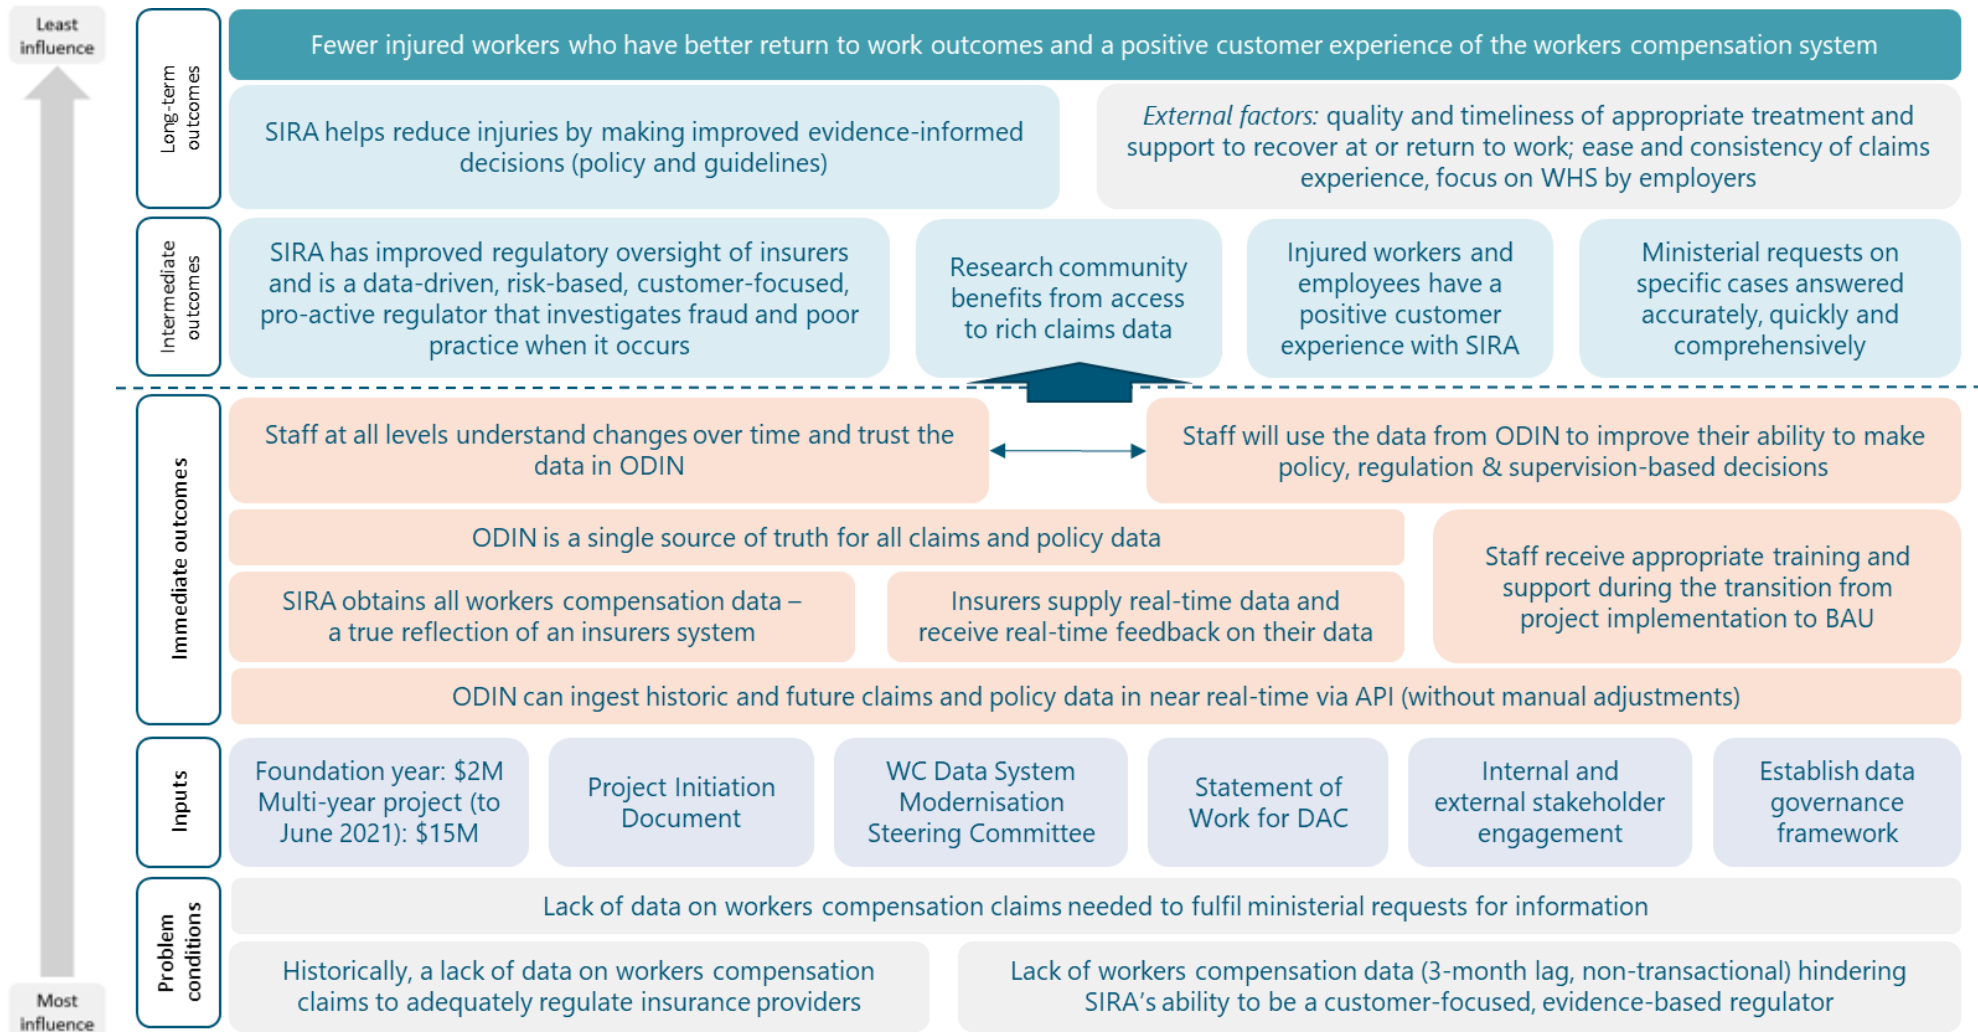 Least
influence
Long-term
outcomes
Fewer injured workers who have better return to work outcomes and a positive customer experience of the workers compensation system
SIRA helps reduce injuries by making improved evidence-informed
decisions (policy and guidelines)
External factors: quality and timeliness of appropriate treatment and
support to recover at or return to work; ease and consistency of claims
experience, focus on WHS by employers
Intermediate
outcomes
SIRA has improved regulatory oversight of insurers
and is a data-driven, risk-based, customer-focused,
pro-active regulator that investigates fraud and poor
practice when it occurs
Research community
benefits from access
to rich claims data
Injured workers and
employees have a
positive customer
experience with SIRA
Ministerial requests on
specific cases answered
accurately, quickly and
comprehensively
Immediate outcomes
Staff at all levels understand changes over time and trust the
data in ODIN
Staff will use the data from ODIN to improve their ability to make
policy, regulation & supervision-based decisions
ODIN is a single source of truth for all claims and policy data
SIRA obtains all workers compensation data –
a true reflection of an insurers system
Insurers supply real-time data and
receive real-time feedback on their data
Staff receive appropriate training and
support during the transition from
project implementation to BAU
ODIN can ingest historic and future claims and policy data in near real-time via API (without manual adjustments)
Inputs
Foundation year: $2M
Multi-year project (to
June 2021): $15M
Project Initiation
Document
WC Data System
Modernisation
Steering Committee
Statement of
Work for DAC
Internal and
external stakeholder
engagement
Establish data
governance
framework
Problem
conditions
Lack of data on workers compensation claims needed to fulfil ministerial requests for information
Historically, a lack of data on workers compensation
claims to adequately regulate insurance providers
Lack of workers compensation data (3-month lag, non-transactional) hindering
SIRA's ability to be a customer-focused, evidence-based regulator
Most
influence